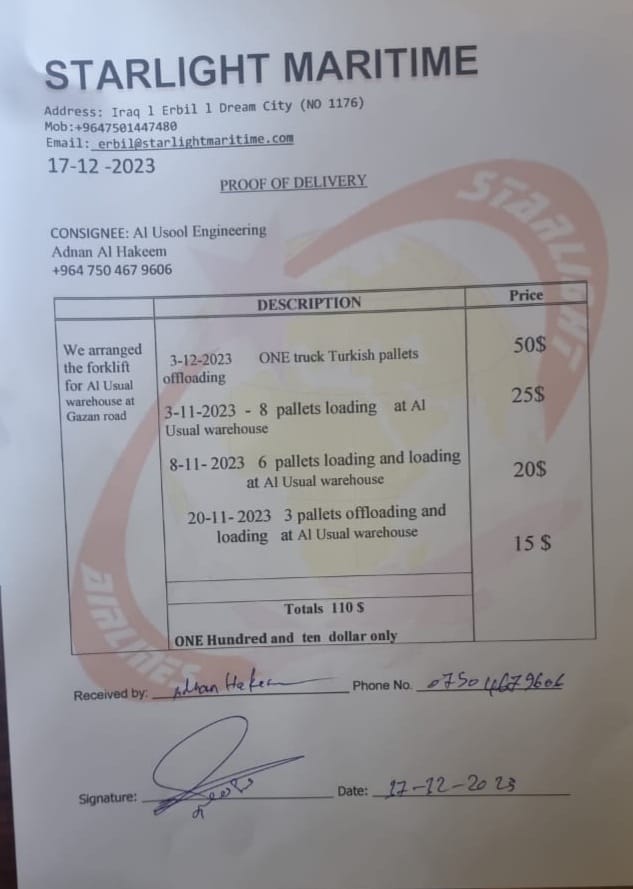 STARLIGHT MARITIME
Address: Iraq l Erbil l Dream City (NO 1176)
Mob:+9647501447480
Email: erbil@starlightmaritime.com
17-12 -2023
PROOF OF DELIVERY
CONSIGNEE: Al Usool Engineering
Adnan Al Hakeem
+964 750 467 9606
DESCRIPTION
Price
We arranged
the forklift
for Al Usual
warehouse at
Gazan road
3-12-2023 ONE truck Turkish pallets
offloading
50$
3-11-2023 - 8 pallets loading at Al
Usual warehouse
25$
8-11- 2023 6 pallets loading and loading
at Al Usual warehouse
20$
20-11- 2023 3 pallets offloading and
loading at Al Usual warehouse
15 $
Totals 110 $
ONE Hundred and ten dollar only
Received by: Adnan Hakeem Phone No. 0750 4679606
Signature:
Date: 17-12-2023
STARLIGHT
AIRLINES